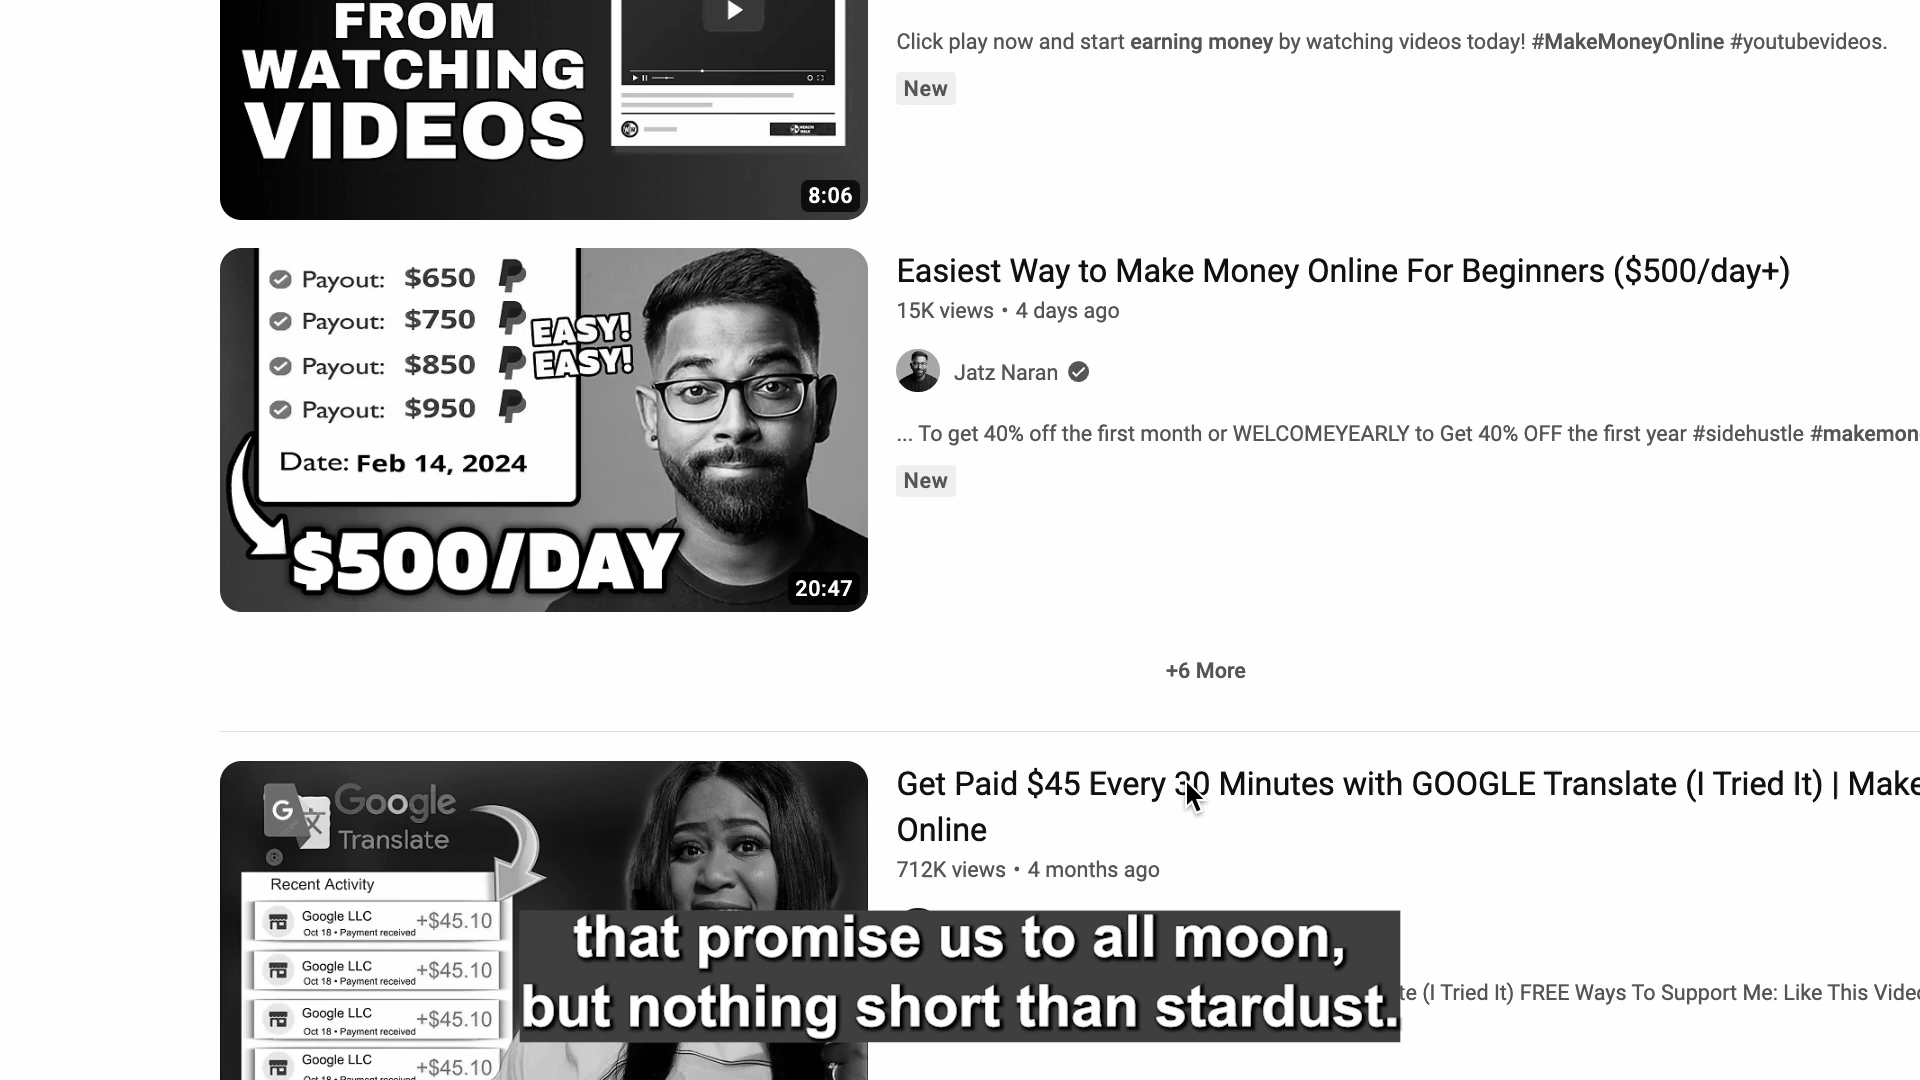 FROM
WATCHING
VIDEOS
8:06
Click play now and start earning money by watching videos today! #MakeMoneyOnline #youtubevideos.
New
Payout: $650
Payout: $750
Payout: $850
Payout: $950
EASY!
EASY!
Date: Feb 14, 2024
$500/DAY
20:47
Easiest Way to Make Money Online For Beginners ($500/day+)
15K views • 4 days ago
Jatz Naran
... To get 40% off the first month or WELCOMEYEARLY to Get 40% OFF the first year #sidehustle #makemon
New
+6 More
Google
Translate
Recent Activity
Google LLC +$45.10
Oct 18 • Payment received
Google LLC +$45.10
Oct 18 • Payment received
Google LLC +$45.10
Oct 18 • Payment received
Google LLC +$45.10
Oct 18 • Payment received
Get Paid $45 Every 30 Minutes with GOOGLE Translate (I Tried It) | Make
Online
712K views • 4 months ago
te (I Tried It) FREE Ways To Support Me: Like This Video
that promise us to all moon,
but nothing short than stardust.